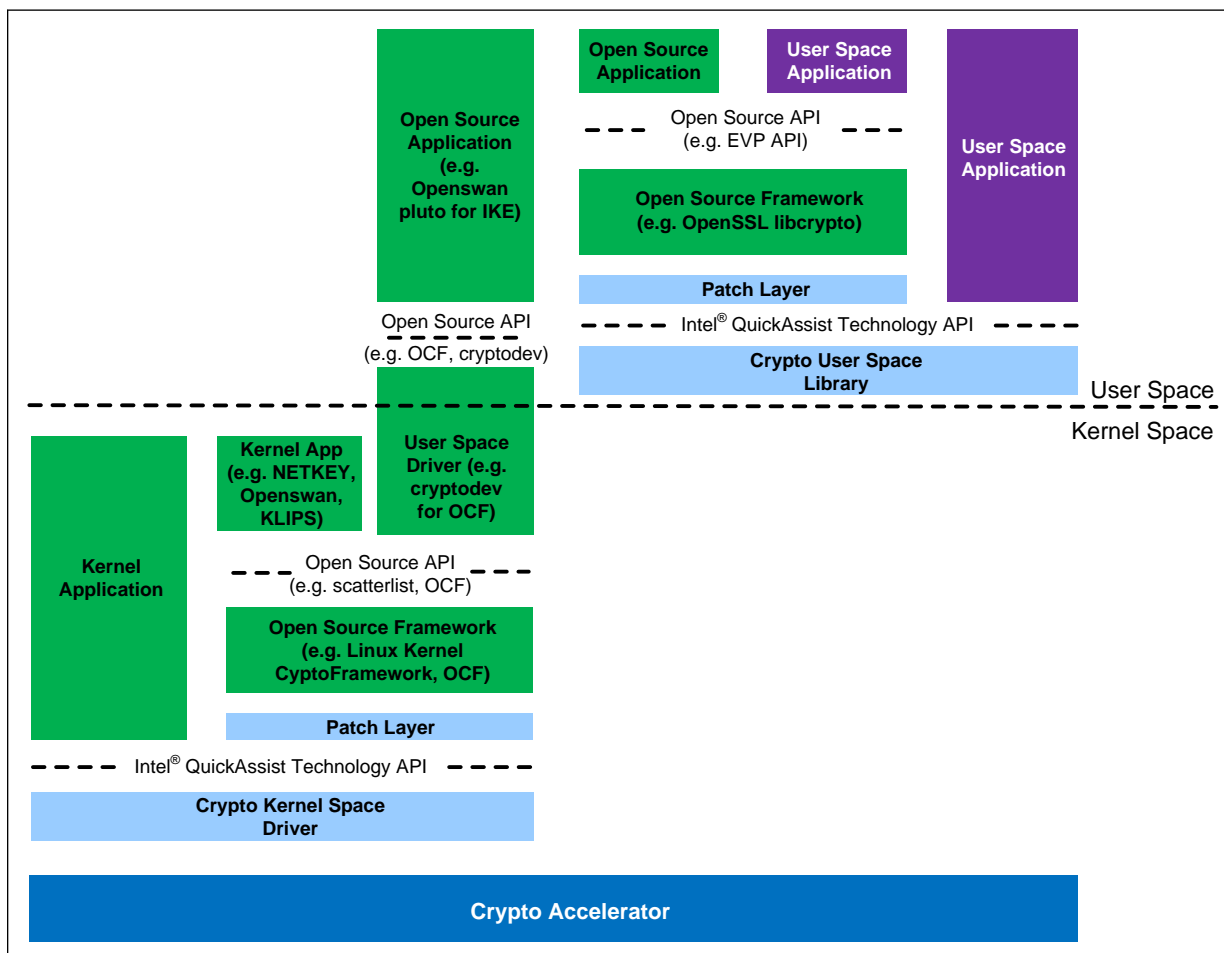 Open Source
Application
(e.g.
Openswan
pluto for IKE)
Open Source
Application
User Space
Application
Open Source API
(e.g. EVP API)
Open Source Framework
(e.g. OpenSSL libcrypto)
Patch Layer
User Space
Application
Intel® QuickAssist Technology API
Crypto User Space
Library
Open Source API
(e.g. OCF, cryptodev)
User Space
Kernel Space
Kernel
Application
Kernel App
(e.g. NETKEY,
Openswan,
KLIPS)
User Space
Driver (e.g.
cryptodev
for OCF)
Open Source API
(e.g. scatterlist, OCF)
Open Source Framework
(e.g. Linux Kernel
CyptoFramework, OCF)
Patch Layer
Intel® QuickAssist Technology API
Crypto Kernel Space
Driver
Crypto Accelerator